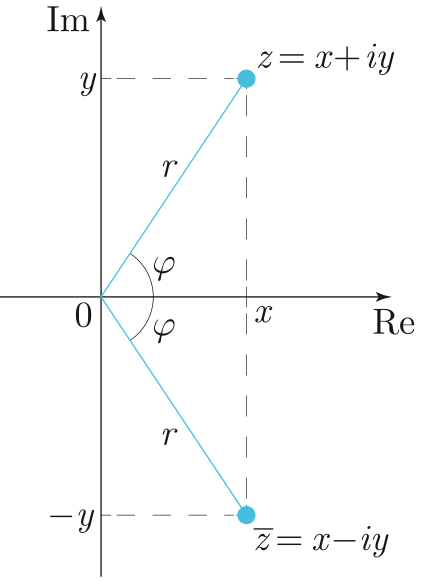 Im
z = x + iy
y
r
φ
0
x
Re
φ
r
−y
z̅ = x − iy